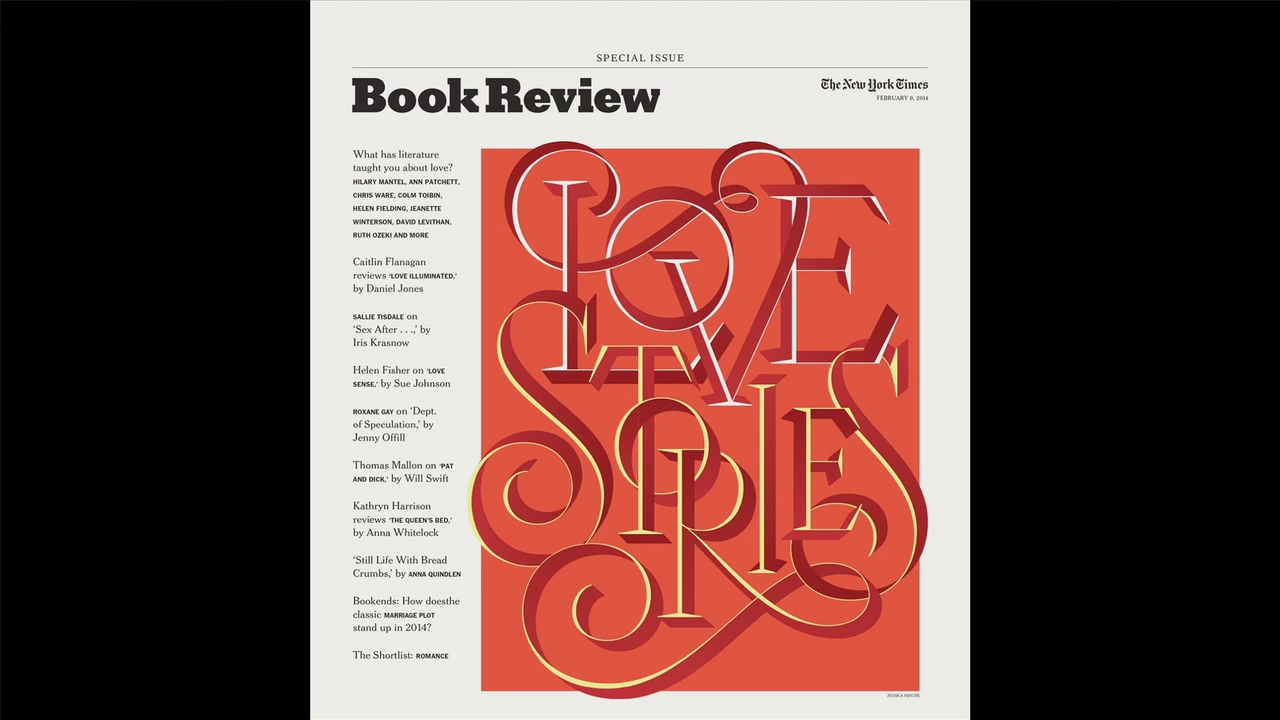 SPECIAL ISSUE
Book Review
The New York Times
FEBRUARY 9, 2014
What has literature
taught you about love?
HILARY MANTEL, ANN PATCHETT,
CHRIS WARE, COLM TOIBIN,
HELEN FIELDING, JEANETTE
WINTERSON, DAVID LEVITHAN,
RUTH OZEKI AND MORE
Caitlin Flanagan
reviews ‘LOVE ILLUMINATED,’
by Daniel Jones
SALLIE TISDALE on
‘Sex After . . .,’ by
Iris Krasnow
Helen Fisher on ‘LOVE
SENSE,’ by Sue Johnson
ROXANE GAY on ‘Dept.
of Speculation,’ by
Jenny Offill
Thomas Mallon on ‘PAT
AND DICK,’ by Will Swift
Kathryn Harrison
reviews ‘THE QUEEN’S BED,’
by Anna Whitelock
‘Still Life With Bread
Crumbs,’ by ANNA QUINDLEN
Bookends: How doesthe
classic MARRIAGE PLOT
stand up in 2014?
The Shortlist: ROMANCE
LOVE
STORIES
JESSICA HISCHE